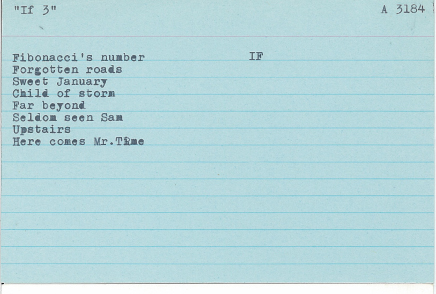 "If 3" A 3184
Fibonacci's number IF
Forgotten roads
Sweet January
Child of storm
Far beyond
Seldom seen Sam
Upstairs
Here comes Mr.Time